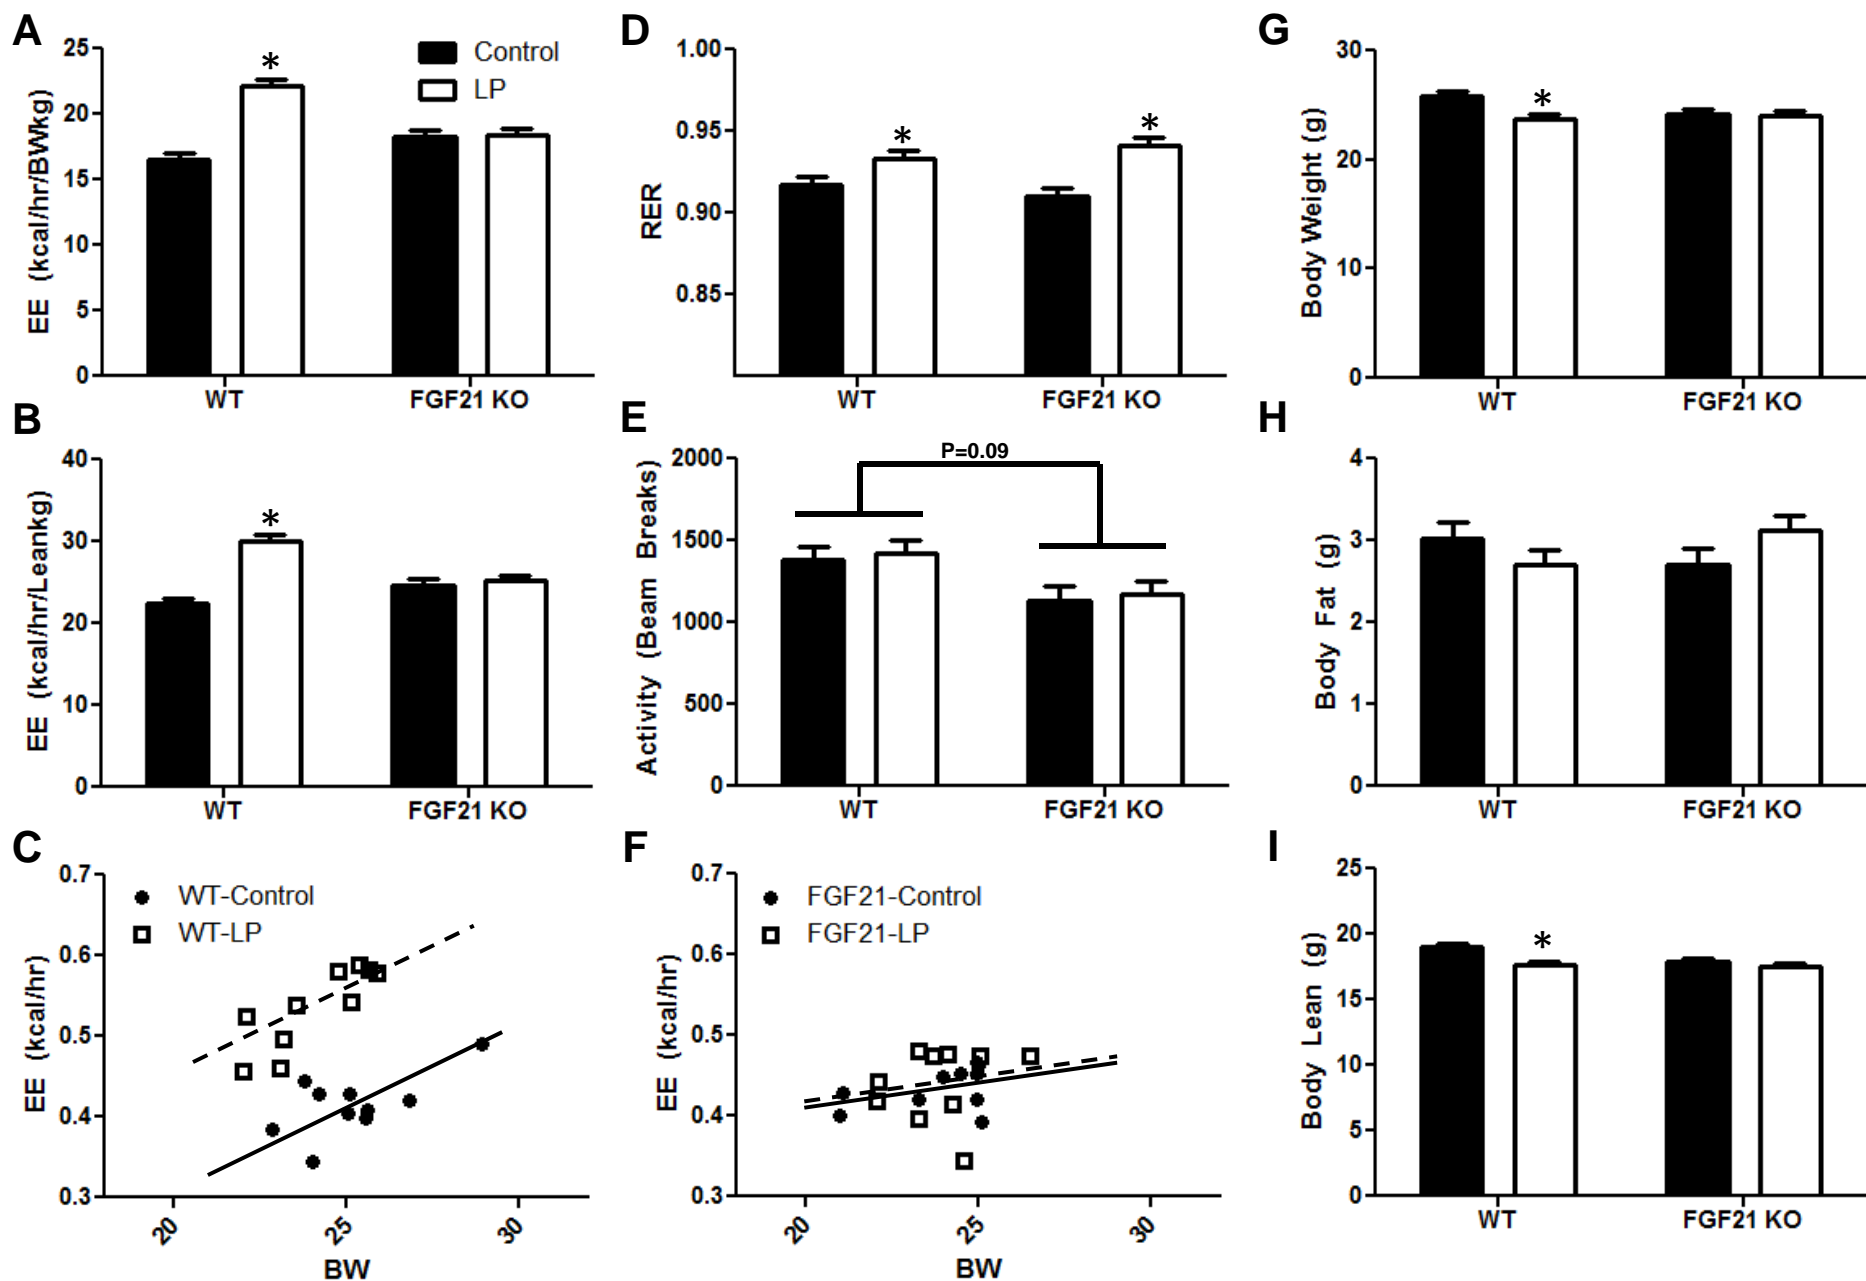 A
EE (kcal/hr/BWkg)
25
20
15
10
5
0
*
Control
LP
WT
FGF21 KO
D
RER
1.00
0.95
0.90
0.85
*
*
WT
FGF21 KO
G
Body Weight (g)
30
20
10
0
*
WT
FGF21 KO
B
EE (kcal/hr/Leankg)
40
30
20
10
0
*
WT
FGF21 KO
E
Activity (Beam Breaks)
2000
1500
1000
500
0
P=0.09
WT
FGF21 KO
H
Body Fat (g)
4
3
2
1
0
WT
FGF21 KO
C
EE (kcal/hr)
0.7
0.6
0.5
0.4
0.3
WT-Control
WT-LP
20
25
30
BW
F
EE (kcal/hr)
0.7
0.6
0.5
0.4
0.3
FGF21-Control
FGF21-LP
20
25
30
BW
I
Body Lean (g)
25
20
15
10
5
0
*
WT
FGF21 KO